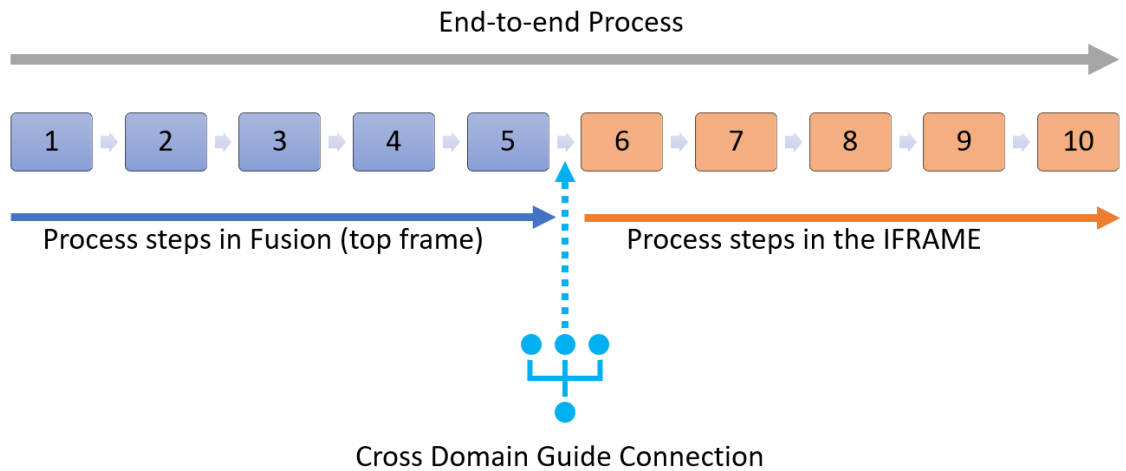 End-to-end Process
1 2 3 4 5 6 7 8 9 10
Process steps in Fusion (top frame)
Process steps in the IFRAME
Cross Domain Guide Connection